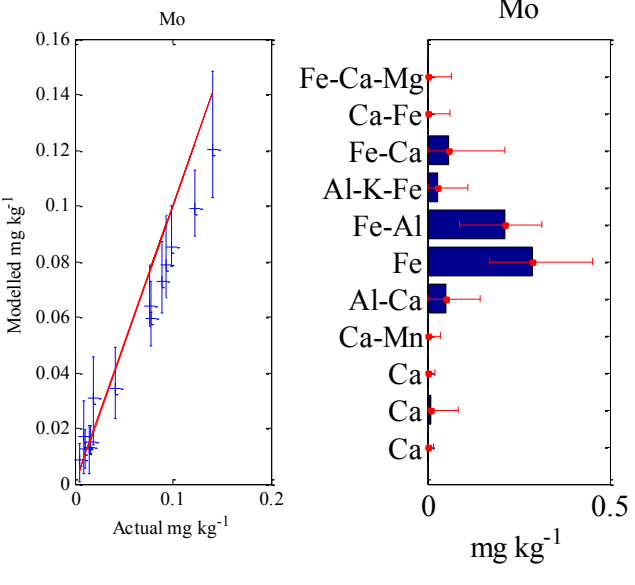 Mo
0.16
0.14
0.12
0.1
0.08
0.06
0.04
0.02
0
0
0.1
0.2
Modelled mg kg-1
Actual mg kg-1
Mo
Fe-Ca-Mg
Ca-Fe
Fe-Ca
Al-K-Fe
Fe-Al
Fe
Al-Ca
Ca-Mn
Ca
Ca
Ca
0
0.5
mg kg-1